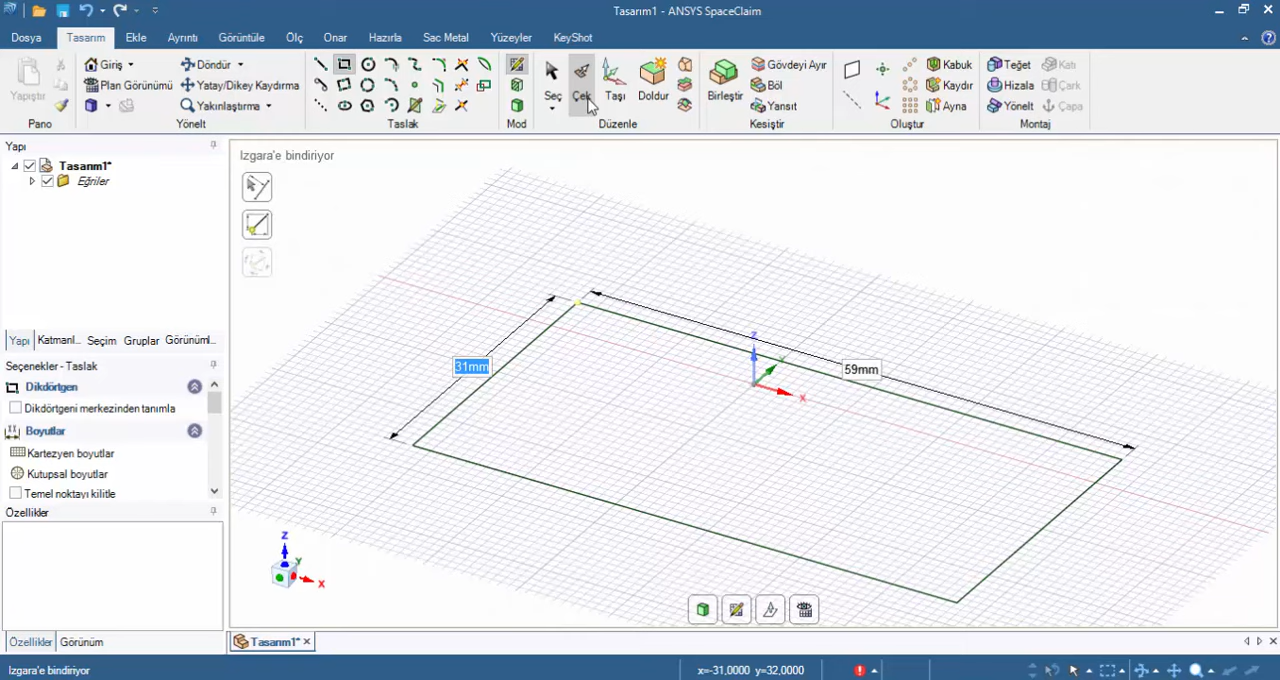 Tasarım1 - ANSYS SpaceClaim
Dosya Tasarım Ekle Ayrıntı Görüntüle Ölç Onar Hazırla Sac Metal Yüzeyler KeyShot
Yapıştır
Giriş
Plan Görünümü
Döndür
Yatay/Dikey Kaydırma
Yakınlaştırma
Seç
Çek
Taşı
Doldur
Birleştir
Gövdeyi Ayır
Böl
Yansıt
Kabuk
Kaydır
Ayna
Teğet
Hizala
Yönelt
Katı
Çark
Çapa
Pano Yönelt Taslak Mod Düzenle Kesiştir Oluştur Montaj
Yapı
Tasarım1*
Eğriler
Yapı Katmanl... Seçim Gruplar Görünüml...
Seçenekler - Taslak
Dikdörtgen
Dikdörtgeni merkezinden tanımla
Boyutlar
Kartezyen boyutlar
Kutupsal boyutlar
Temel noktayı kilitle
Özellikler
Özellikler Görünüm
Izgara'e bindiriyor
31mm
59mm
Z
Y
X
Z
Y
X
Tasarım1*
Izgara'e bindiriyor
x=-31,0000 y=32,0000